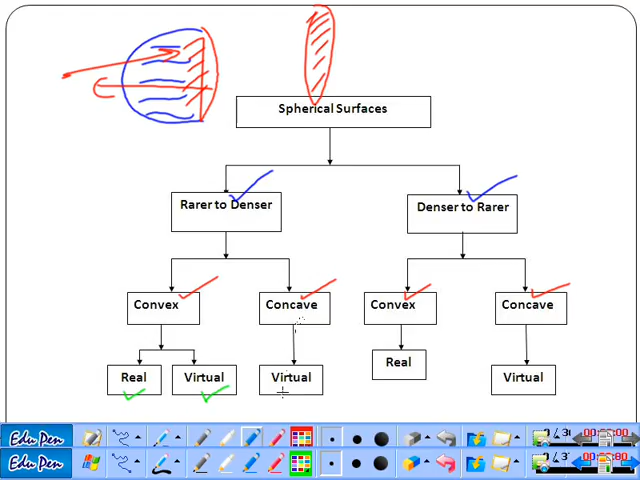 Spherical Surfaces
Rarer to Denser
Denser to Rarer
Convex
Concave
Convex
Concave
Real
Virtual
Virtual
Real
Virtual
Edu Pen
Edu Pen